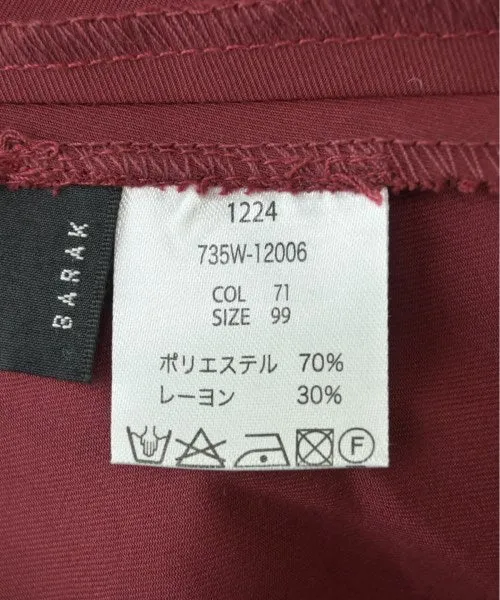 BARAK
1224
735W-12006
COL 71
SIZE 99
ポリエステル 70%
レーヨン 30%
F